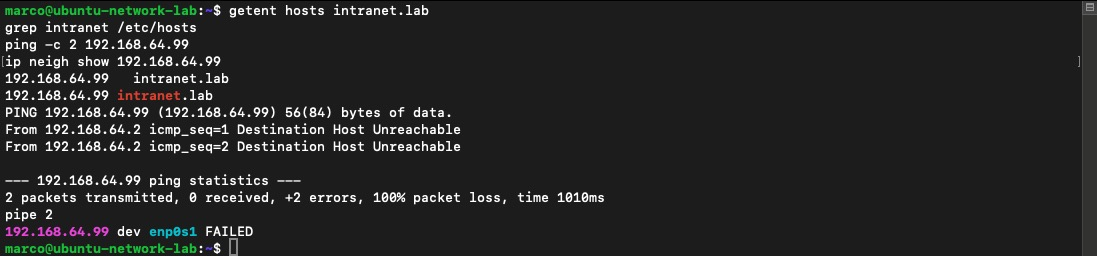 marco@ubuntu-network-lab:~$ getent hosts intranet.lab
grep intranet /etc/hosts
ping -c 2 192.168.64.99
[ip neigh show 192.168.64.99 ]
192.168.64.99   intranet.lab
192.168.64.99 intranet.lab
PING 192.168.64.99 (192.168.64.99) 56(84) bytes of data.
From 192.168.64.2 icmp_seq=1 Destination Host Unreachable
From 192.168.64.2 icmp_seq=2 Destination Host Unreachable

--- 192.168.64.99 ping statistics ---
2 packets transmitted, 0 received, +2 errors, 100% packet loss, time 1010ms
pipe 2
192.168.64.99 dev enp0s1 FAILED
marco@ubuntu-network-lab:~$